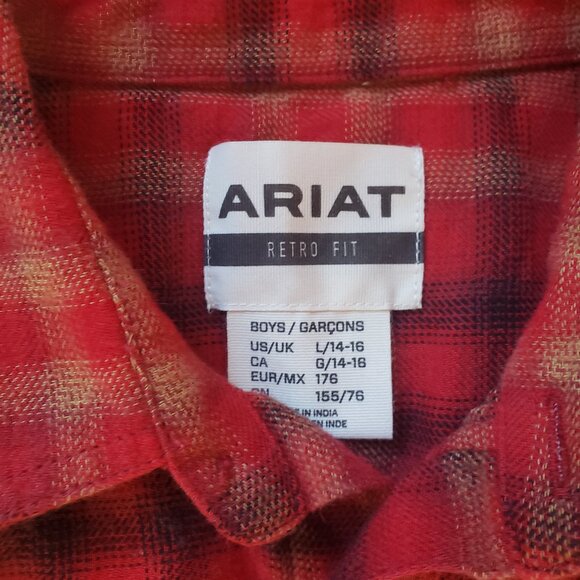 ARIAT
RETRO FIT
BOYS / GARÇONS
US/UK L/14-16
CA G/14-16
EUR/MX 176
155/76
IN INDIA
INDE